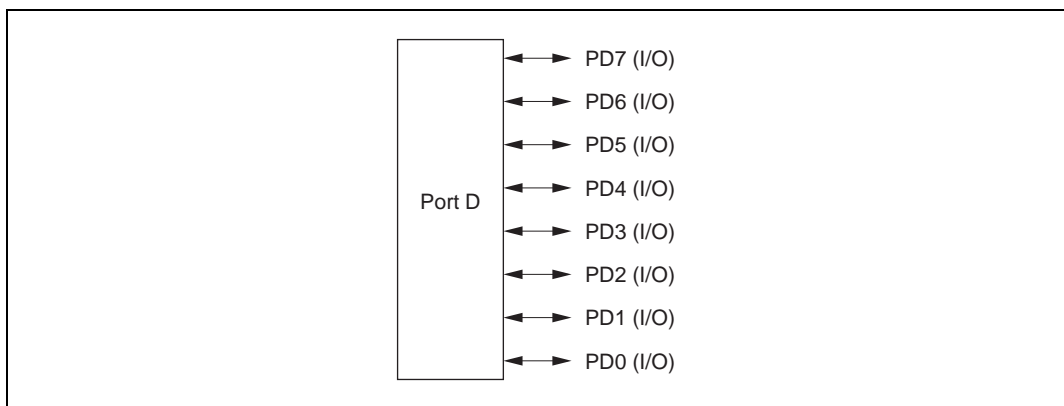 PD7 (I/O)
PD6 (I/O)
PD5 (I/O)
PD4 (I/O)
Port D
PD3 (I/O)
PD2 (I/O)
PD1 (I/O)
PD0 (I/O)